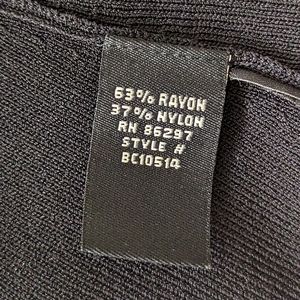 63% RAYON
37% NYLON
RN 86297
STYLE #
BC10514